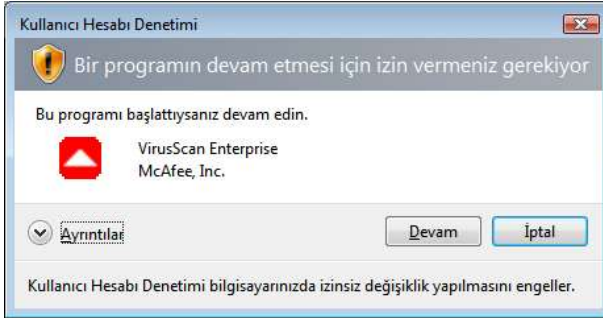 Kullanıcı Hesabı Denetimi
Bir programın devam etmesi için izin vermeniz gerekiyor
Bu programı başlattıysanız devam edin.
VirusScan Enterprise
McAfee, Inc.
Ayrıntılar
Devam
İptal
Kullanıcı Hesabı Denetimi bilgisayarınızda izinsiz değişiklik yapılmasını engeller.